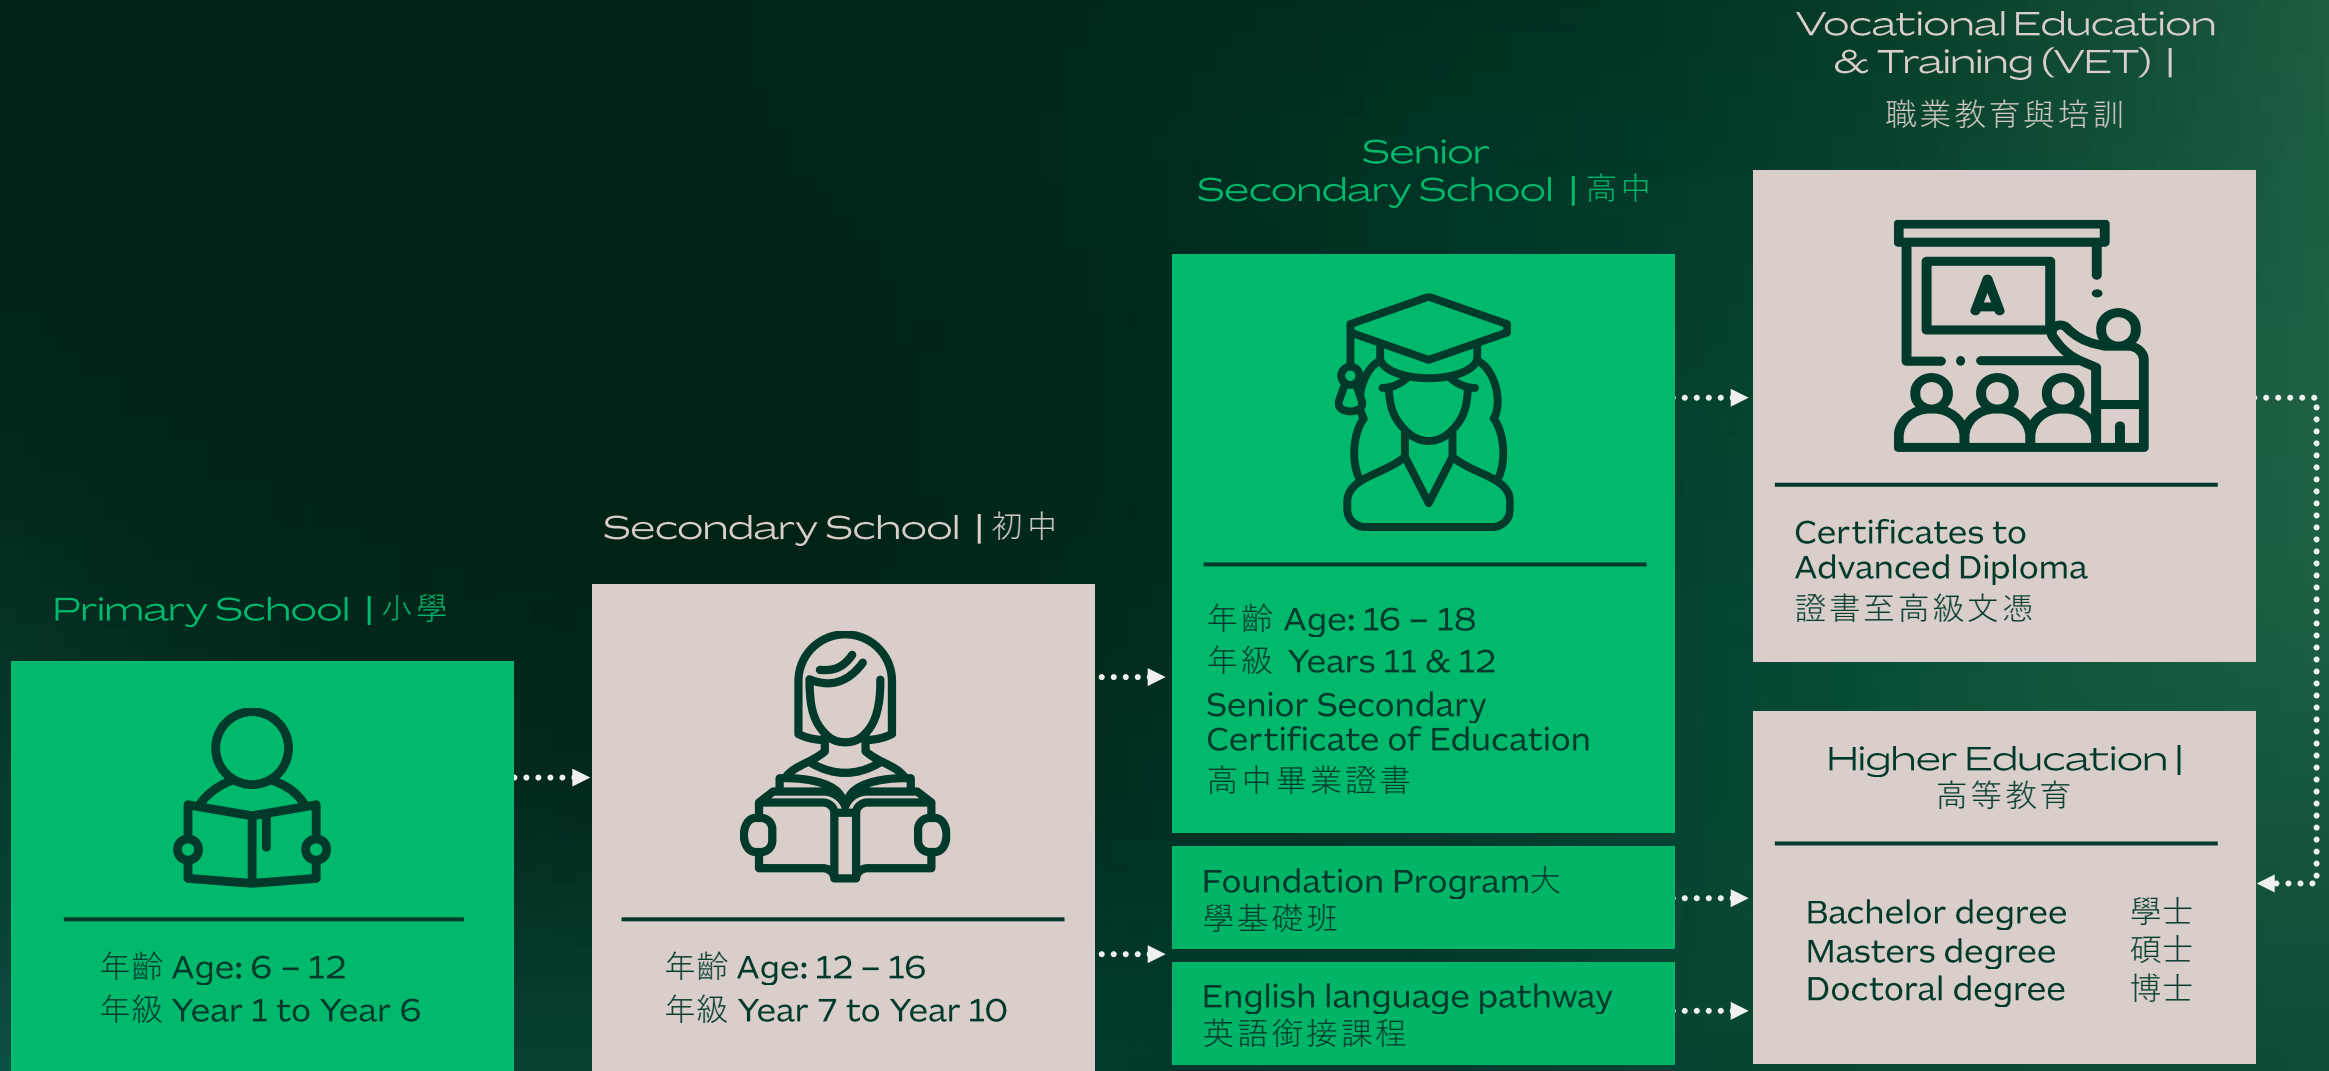 Primary School | 小學
年齡 Age: 6 – 12
年級 Year 1 to Year 6
Secondary School | 初中
年齡 Age: 12 – 16
年級 Year 7 to Year 10
Senior
Secondary School | 高中
年齡 Age: 16 – 18
年級 Years 11 & 12
Senior Secondary
Certificate of Education
高中畢業證書
Foundation Program大
學基礎班
English language pathway
英語銜接課程
Vocational Education
& Training (VET) |
職業教育與培訓
A
Certificates to
Advanced Diploma
證書至高級文憑
Higher Education |
高等教育
Bachelor degree 學士
Masters degree 碩士
Doctoral degree 博士